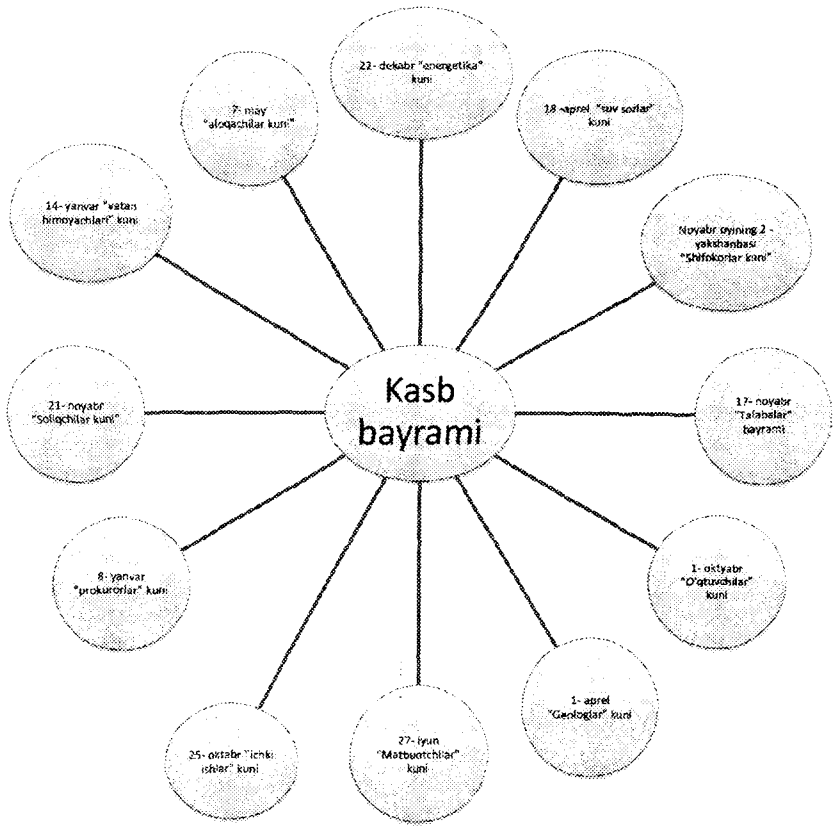 22- dekabr "energetika"
kuni
18 -aprel "suv sozlar"
kuni
Noyabr oyining 2 -
yakshanbasi
"Shifokorlar kuni"
17- noyabr
"Talabalar"
bayrami
1- oktyabr
"O'qtuvchilar"
kuni
1- aprel
"Geologlar" kuni
27- iyun
"Matbuotchilar"
kuni
25- oktabr "ichki
ishlar" kuni
8- yanvar
"prokurorlar" kuni
21- noyabr
"Soliqchilar kuni"
14- yanvar "vatan
himoyachlari" kuni
7- may
"aloqachilar kuni"
Kasb
bayrami